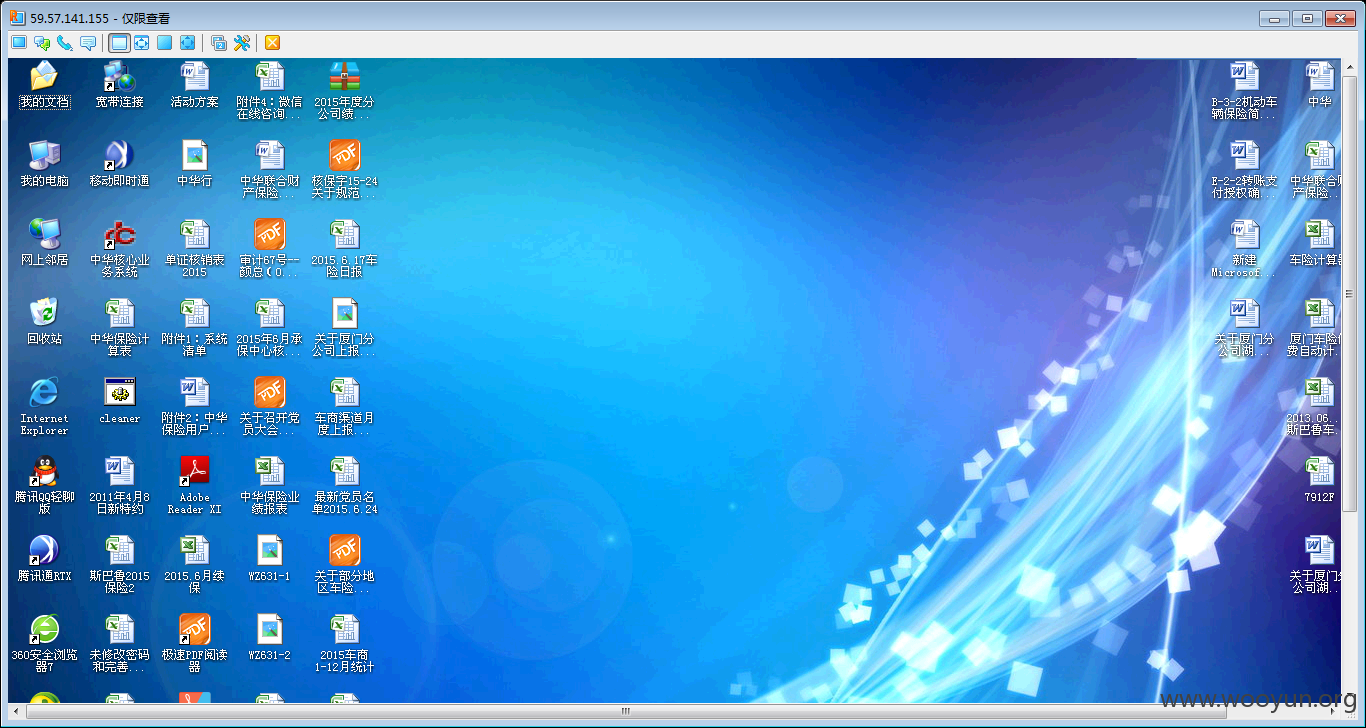 59.57.141.155 - 仅限查看
我的文档
宽带连接
活动方案
附件4：微信
在线咨询...
2015年度分
公司绩...
B-3-2机动车
辆保险简...
中华
我的电脑
移动即时通
中华行
中华联合财
产保险...
核保字15-24
关于规范...
E-2-2转账支
付授权确...
中华联合财
产保险...
网上邻居
中华核心业
务系统
单证核销表
2015
审计67号--
颜总（0...
2015.6.17车
险日报
新建
Microsof...
车险计算器
回收站
中华保险计
算表
附件1：系统
清单
2015年6月承
保中心核...
关于厦门分
公司上报...
关于厦门分
公司湖...
厦门车险保
费自动计...
Internet
Explorer
cleaner
附件2：中华
保险用户...
关于召开党
员大会...
车商渠道月
度上报...
2013.06...
斯巴鲁车...
腾讯QQ轻聊
版
2011年4月8
日新特约
Adobe
Reader XI
中华保险业
绩报表
最新党员名
单2015.6.24
7912F
腾讯通RTX
斯巴鲁2015
保险2
2015.6月续
保
WZ631-1
关于部分地
区车险...
关于厦门分
公司湖...
360安全浏览
器7
未修改密码
和完善...
极速PDF阅读
器
WZ631-2
2015车商
1-12月统计
www.wooyun.org